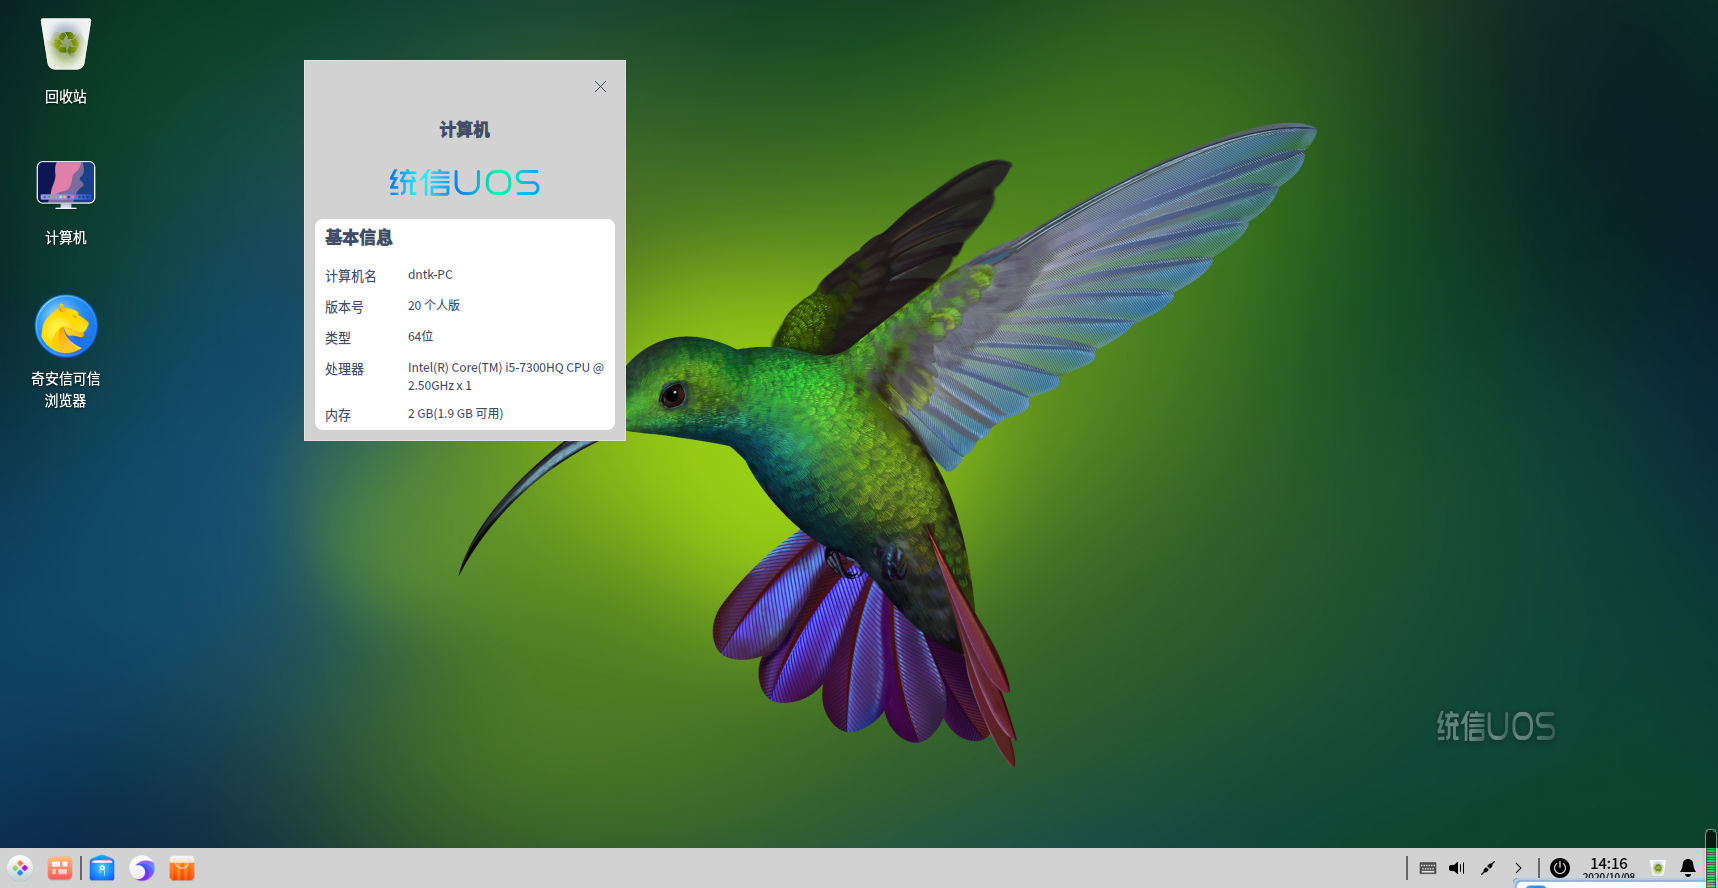 回收站
计算机
奇安信可信
浏览器
计算机
统信UOS
基本信息
计算机名 dntk-PC
版本号 20 个人版
类型 64位
处理器 Intel(R) Core(TM) i5-7300HQ CPU @
2.50GHz x 1
内存 2 GB(1.9 GB 可用)
统信UOS
14:16
2020/10/08